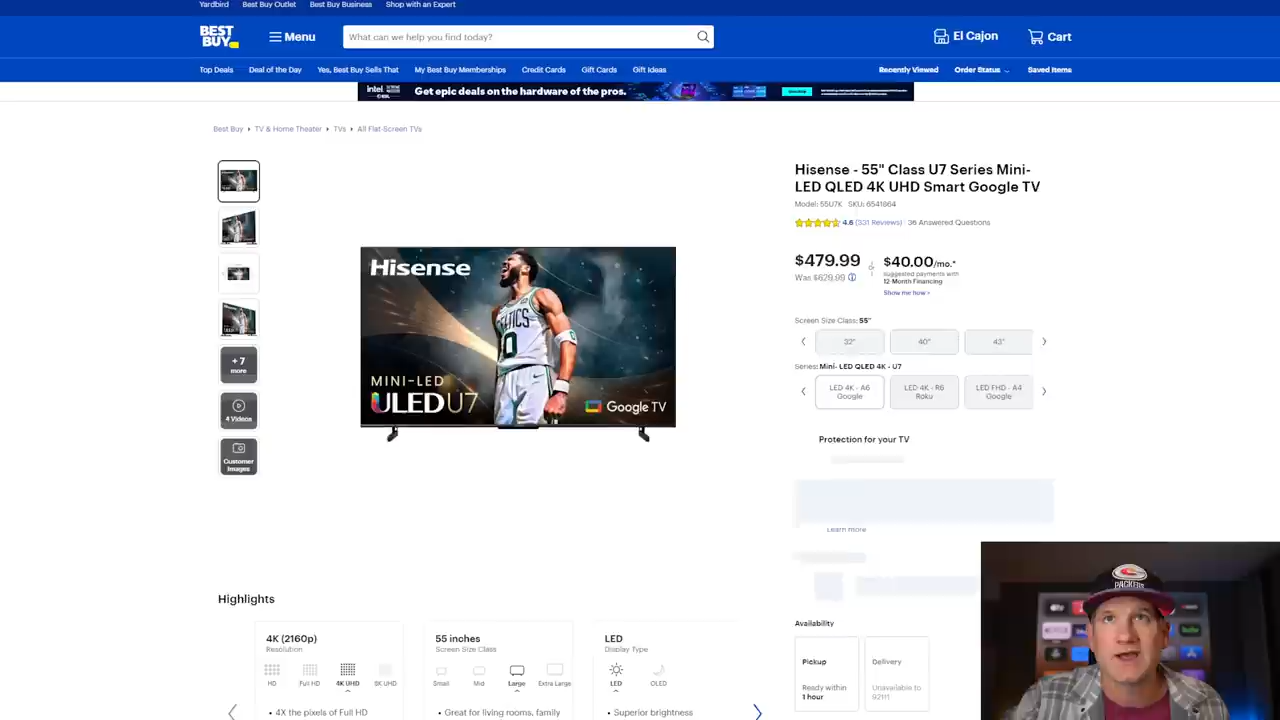 Yardbird Best Buy Outlet Best Buy Business Shop with an Expert
BEST BUY
Menu
What can we help you find today?
El Cajon
Cart
Top Deals Deal of the Day Yes, Best Buy Sells That My Best Buy Memberships Credit Cards Gift Cards Gift Ideas
Recently Viewed Order Status Saved Items
intel Get epic deals on the hardware of the pros.
Best Buy TV & Home Theater TVs All Flat-Screen TVs
Hisense - 55" Class U7 Series Mini-
LED QLED 4K UHD Smart Google TV
Model: 55U7K SKU: 6541864
4.6 (331 Reviews) 36 Answered Questions
$479.99 or $40.00/mo.*
Was $629.99
suggested payments with
12-Month Financing
Show me how >
Hisense
CELTICS
0
MINI-LED
ULED U7
Google TV
+ 7
more
4 Videos
Customer
Images
Screen Size Class: 55"
32" 40" 43"
Series: Mini- LED QLED 4K - U7
LED 4K - A6
Google
LED 4K - R6
Roku
LED FHD - A4
Google
Protection for your TV
Learn more
Availability
Pickup
Ready within
1 hour
Delivery
Unavailable to
92111
PACKERS
Highlights
4K (2160p)
Resolution
HD Full HD 4K UHD 8K UHD
• 4X the pixels of Full HD
55 inches
Screen Size Class
Small Mid Large Extra Large
• Great for living rooms, family
LED
Display Type
LED OLED
• Superior brightness